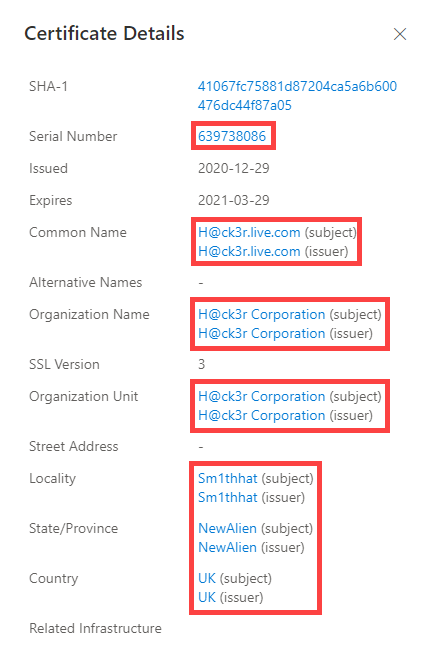 Certificate Details
SHA-1 41067fc75881d87204ca5a6b600
476dc44f87a05
Serial Number 639738086
Issued 2020-12-29
Expires 2021-03-29
Common Name H@ck3r.live.com (subject)
H@ck3r.live.com (issuer)
Alternative Names -
Organization Name H@ck3r Corporation (subject)
H@ck3r Corporation (issuer)
SSL Version 3
Organization Unit H@ck3r Corporation (subject)
H@ck3r Corporation (issuer)
Street Address -
Locality Sm1thhat (subject)
Sm1thhat (issuer)
State/Province NewAlien (subject)
NewAlien (issuer)
Country UK (subject)
UK (issuer)
Related Infrastructure